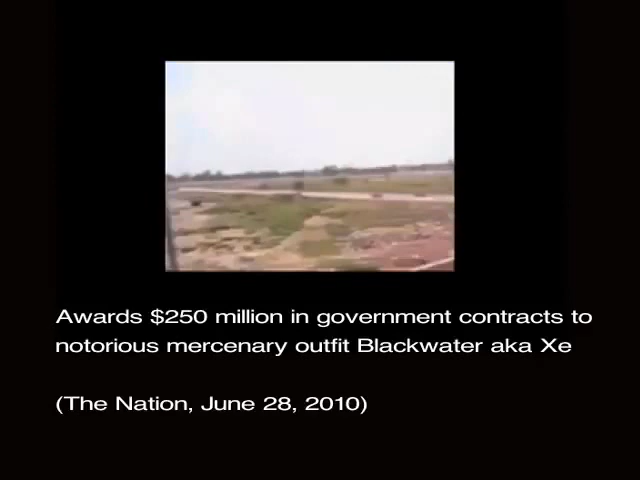 Awards $250 million in government contracts to
notorious mercenary outfit Blackwater aka Xe
(The Nation, June 28, 2010)